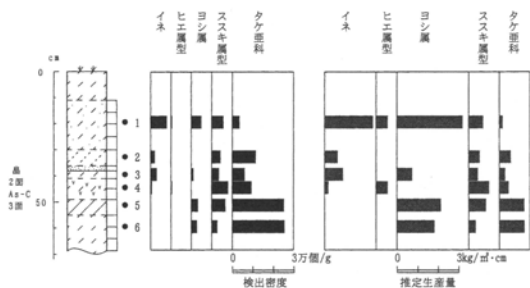 イネ
ヒエ属型
ヨシ属
ススキ属型
タケ亜科
イネ
ヒエ属型
ヨシ属
ススキ属型
タケ亜科
cm
0
50
畠
2面
As-C
3面
1
2
3
4
5
6
0 3万個/g
検出密度
0 3kg/㎡·cm
推定生産量